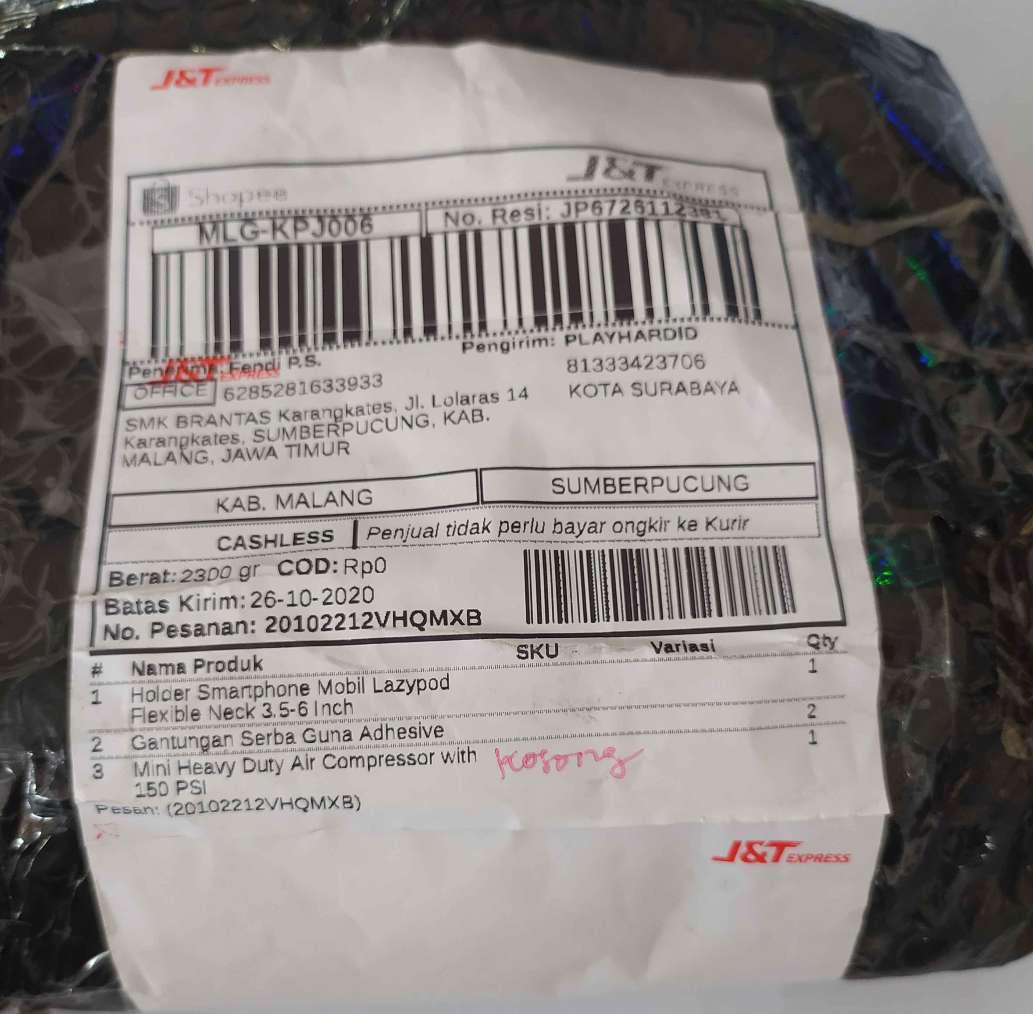 J&T EXPRESS
Shopee
J&T EXPRESS
MLG-KPJ006
No. Resi: JP6726112381
Pengirim: PLAYHARDID
Penerima: Fendi P.S.
J&T EXPRESS
81333423706
OFFICE 6285281633933
KOTA SURABAYA
SMK BRANTAS Karangkates, Jl. Lolaras 14
Karangkates, SUMBERPUCUNG, KAB.
MALANG, JAWA TIMUR
KAB. MALANG
SUMBERPUCUNG
CASHLESS
Penjual tidak perlu bayar ongkir ke Kurir
Berat: 2300 gr COD: Rp0
Batas Kirim: 26-10-2020
No. Pesanan: 20102212VHQMXB
# Nama Produk SKU Variasi Qty
1 Holder Smartphone Mobil Lazypod 1
Flexible Neck 3.5-6 Inch
2 Gantungan Serba Guna Adhesive 2
3 Mini Heavy Duty Air Compressor with 1
Kosong
150 PSI
Pesan: (20102212VHQMXB)
J&T EXPRESS